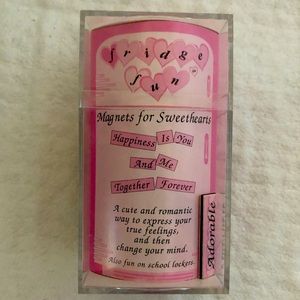 fridge
fun
Magnets for Sweethearts
Happiness Is You
And Me
Together Forever
A cute and romantic
way to express your
true feelings,
and then
change your mind.
Also fun on school lockers.
Adorable